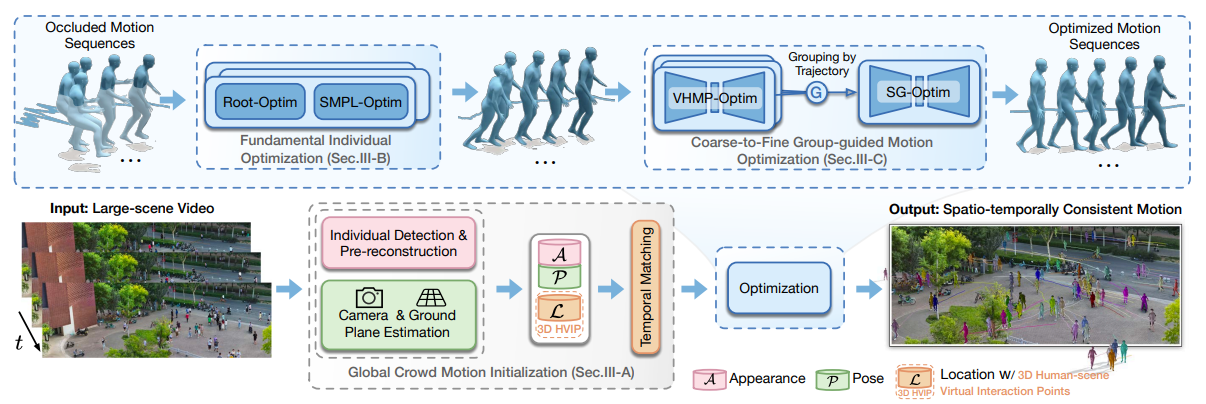 Occluded Motion
Sequences
...
Root-Optim
SMPL-Optim
Fundamental Individual
Optimization (Sec.III-B)
...
VHMP-Optim
Grouping by
Trajectory
G
SG-Optim
Coarse-to-Fine Group-guided Motion
Optimization (Sec.III-C)
Optimized Motion
Sequences
...
Input: Large-scene Video
t
Individual Detection &
Pre-reconstruction
Camera & Ground
Plane Estimation
A
P
L
3D HVIP
Temporal Matching
Global Crowd Motion Initialization (Sec.III-A)
Optimization
Output: Spatio-temporally Consistent Motion
A Appearance
P Pose
L
3D HVIP
Location w/ 3D Human-scene
Virtual Interaction Points